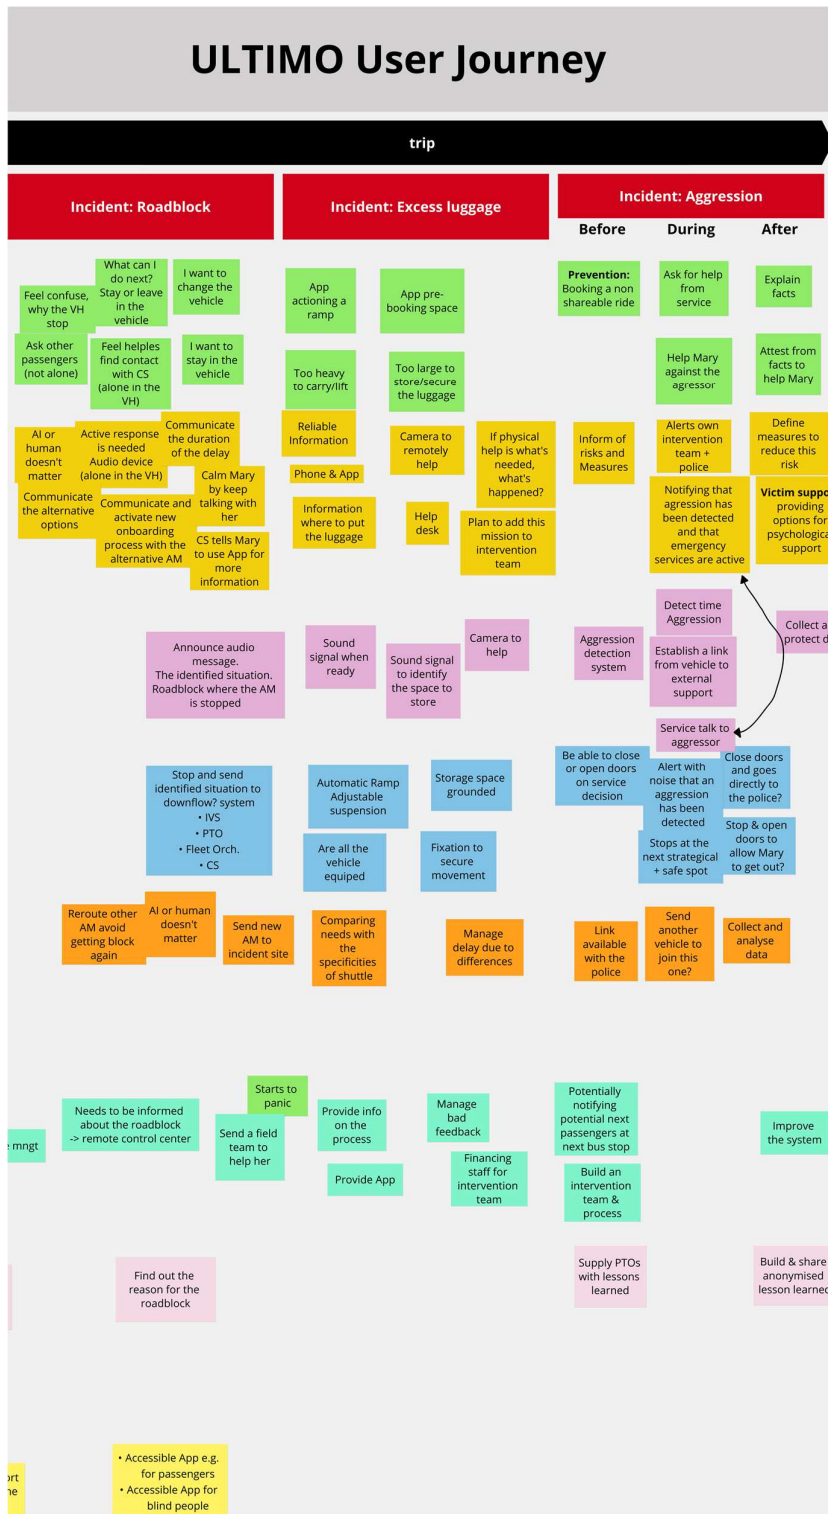 ULTIMO User Journey
trip
Incident: Roadblock
Incident: Excess luggage
Incident: Aggression
Before
During
After
Feel confuse,
why the VH
stop
What can I
do next?
Stay or leave
in the
vehicle
I want to
change the
vehicle
Ask other
passengers
(not alone)
Feel helples
find contact
with CS
(alone in the
VH)
I want to
stay in the
vehicle
App
actioning a
ramp
App pre-
booking space
Too heavy
to carry/lift
Too large to
store/secure
the luggage
Prevention:
Booking a non
shareable ride
Ask for help
from
service
Explain
facts
Help Mary
against the
agressor
Attest from
facts to
help Mary
AI or
human
doesn't
matter
Active response
is needed
Audio device
(alone in the VH)
Communicate
the duration
of the delay
Communicate
the alternative
options
Communicate and
activate new
onboarding
process with the
alternative AM
Calm Mary
by keep
talking with
her
CS tells Mary
to use App for
more
information
Reliable
Information
Phone & App
Information
where to put
the luggage
Camera to
remotely
help
Help
desk
If physical
help is what's
needed,
what's
happened?
Plan to add this
mission to
intervention
team
Inform of
risks and
Measures
Alerts own
intervention
team +
police
Notifying that
agression has
been detected
and that
emergency
services are active
Define
measures to
reduce this
risk
Victim suppo
providing
options for
psychologica
support
Announce audio
message.
The identified situation.
Roadblock where the AM
is stopped
Sound
signal when
ready
Sound signal
to identify
the space to
store
Camera to
help
Aggression
detection
system
Detect time
Aggression
Establish a link
from vehicle to
external
support
Service talk to
aggressor
Collect a
protect d
Stop and send
identified situation to
downflow? system
• IVS
• PTO
• Fleet Orch.
• CS
Automatic Ramp
Adjustable
suspension
Storage space
grounded
Are all the
vehicle
equiped
Fixation to
secure
movement
Be able to close
or open doors
on service
decision
Alert with
noise that an
aggression
has been
detected
Stops at the
next strategical
+ safe spot
Close doors
and goes
directly to
the police?
Stop & open
doors to
allow Mary
to get out?
Reroute other
AM avoid
getting block
again
AI or human
doesn't
matter
Send new
AM to
incident site
Comparing
needs with
the
specificities
of shuttle
Manage
delay due to
differences
Link
available
with the
police
Send
another
vehicle to
join this
one?
Collect and
analyse
data
e mngt
Needs to be informed
about the roadblock
-> remote control center
Starts to
panic
Send a field
team to
help her
Provide info
on the
process
Provide App
Manage
bad
feedback
Financing
staff for
intervention
team
Potentially
notifying
potential next
passengers at
next bus stop
Build an
intervention
team &
process
Improve
the system
Find out the
reason for the
roadblock
Supply PTOs
with lessons
learned
Build & share
anonymised
lesson learned
ort
ne
• Accessible App e.g.
for passengers
• Accessible App for
blind people